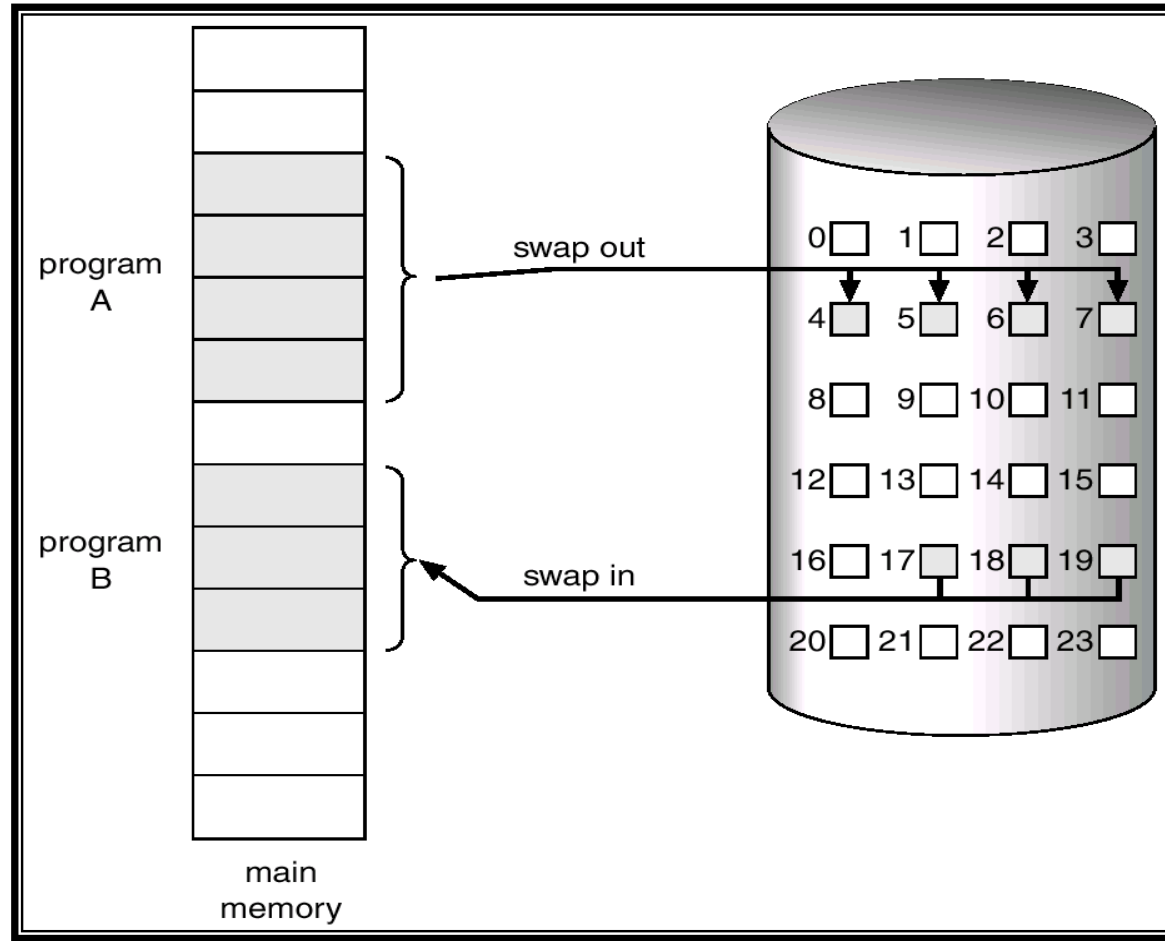 program
A
program
B
main
memory
swap out
swap in
0 1 2 3
4 5 6 7
8 9 10 11
12 13 14 15
16 17 18 19
20 21 22 23